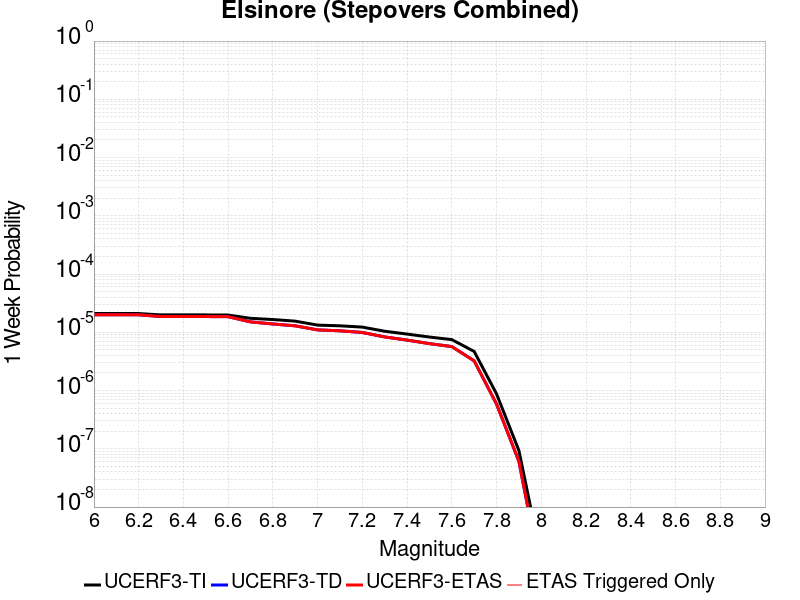 Elsinore (Stepovers Combined)
10^0
10^-1
10^-2
10^-3
10^-4
10^-5
10^-6
10^-7
10^-8
1 Week Probability
6 6.2 6.4 6.6 6.8 7 7.2 7.4 7.6 7.8 8 8.2 8.4 8.6 8.8 9
Magnitude
UCERF3-TI UCERF3-TD UCERF3-ETAS ETAS Triggered Only